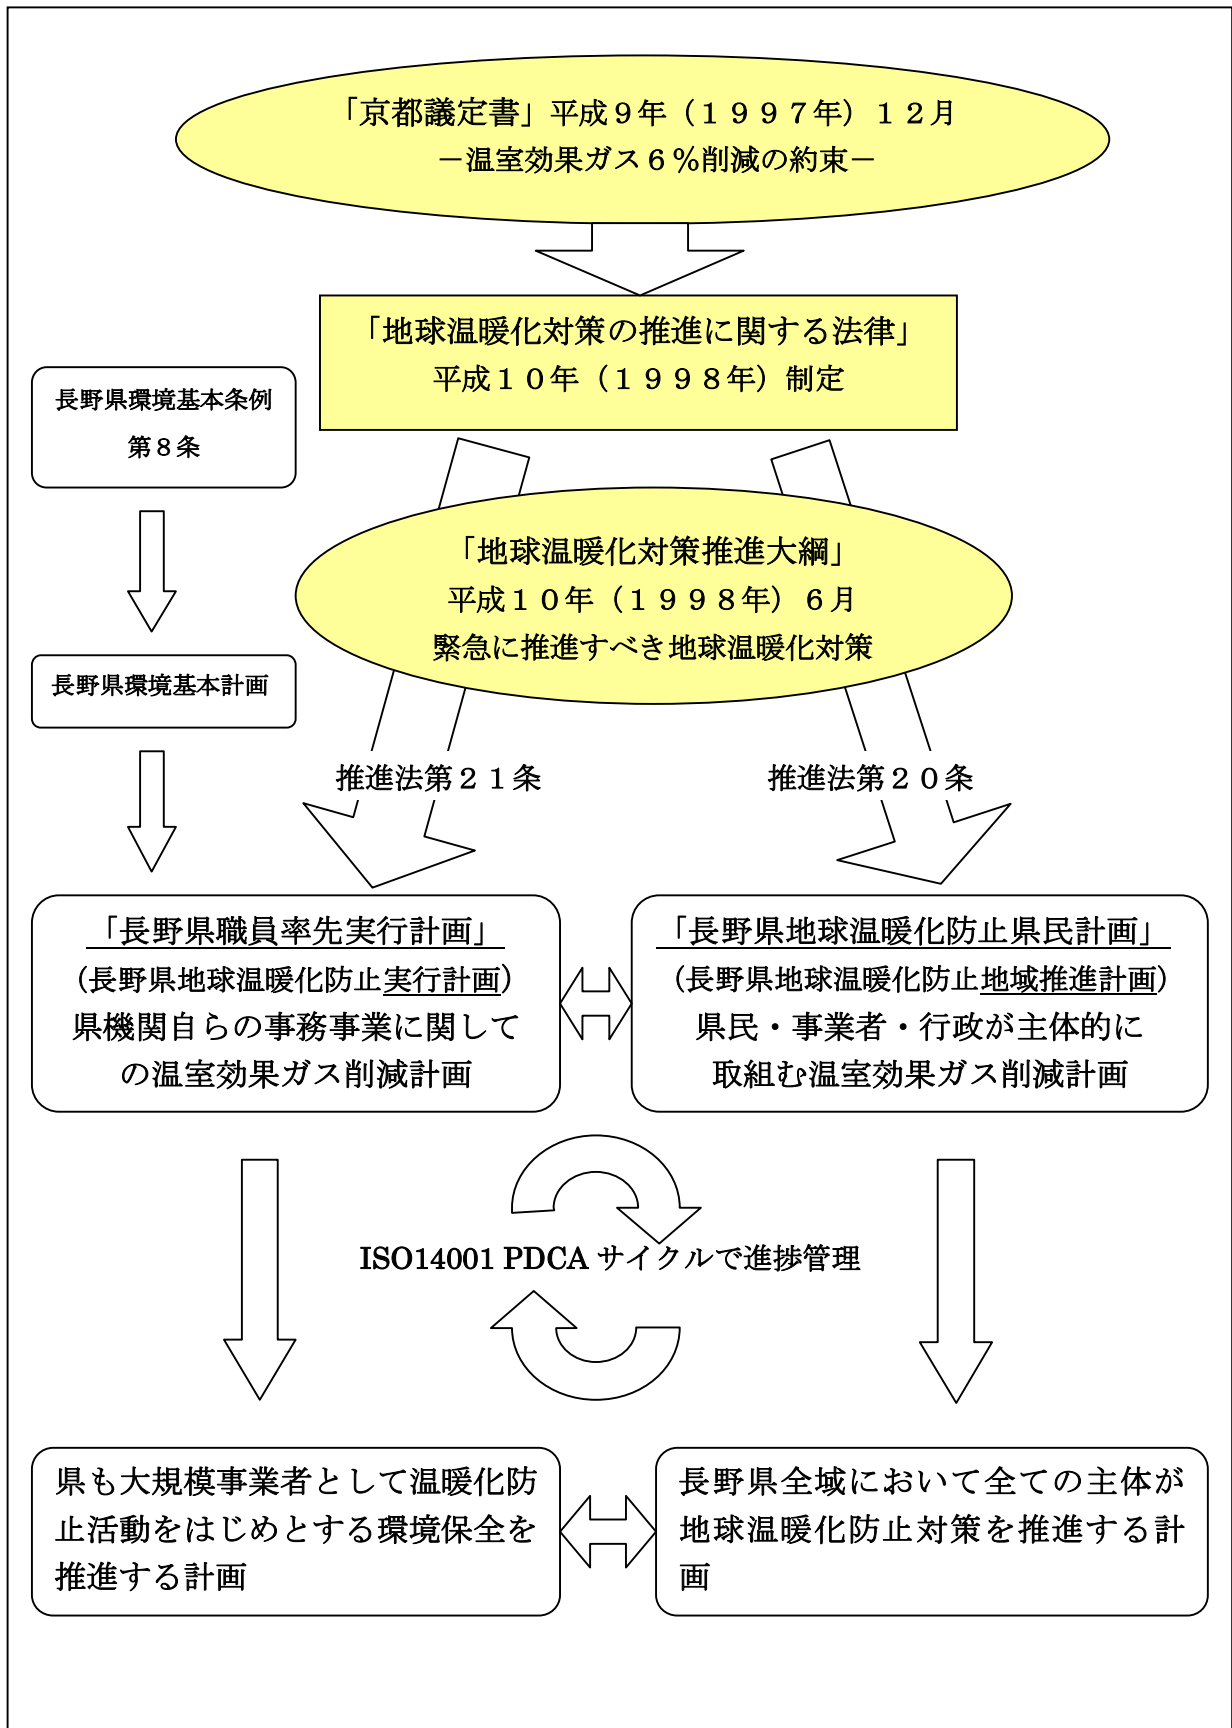 「京都議定書」平成９年（１９９７年）１２月
－温室効果ガス６％削減の約束－
「地球温暖化対策の推進に関する法律」
平成１０年（１９９８年）制定
長野県環境基本条例
第８条
「地球温暖化対策推進大綱」
平成１０年（１９９８年）６月
緊急に推進すべき地球温暖化対策
長野県環境基本計画
推進法第２１条
推進法第２０条
「長野県職員率先実行計画」
（長野県地球温暖化防止実行計画）
県機関自らの事務事業に関して
の温室効果ガス削減計画
「長野県地球温暖化防止県民計画」
（長野県地球温暖化防止地域推進計画）
県民・事業者・行政が主体的に
取組む温室効果ガス削減計画
ISO14001 PDCA サイクルで進捗管理
県も大規模事業者として温暖化防
止活動をはじめとする環境保全を
推進する計画
長野県全域において全ての主体が
地球温暖化防止対策を推進する計
画